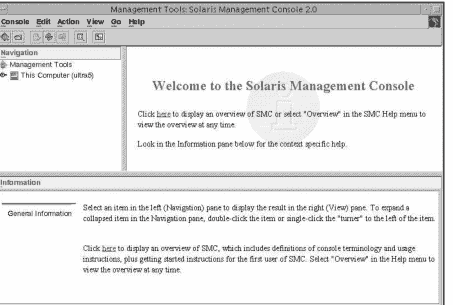 Management Tools: Solaris Management Console 2.0
Console Edit Action View Go Help
Navigation
Management Tools
This Computer (ultra5)
Welcome to the Solaris Management Console
Click here to display an overview of SMC or select "Overview" in the SMC Help menu to
view the overview at any time.
Look in the Information pane below for the context specific help.
Information
General Information
Select an item in the left (Navigation) pane to display the result in the right (View) pane. To expand a
collapsed item in the Navigation pane, double-click the item or single-click the "turner" to the left of the item.
Click here to display an overview of SMC, which includes definitions of console terminology and usage
instructions, plus getting started instructions for the first user of SMC. Select "Overview" in the Help menu to
view the overview at any time.